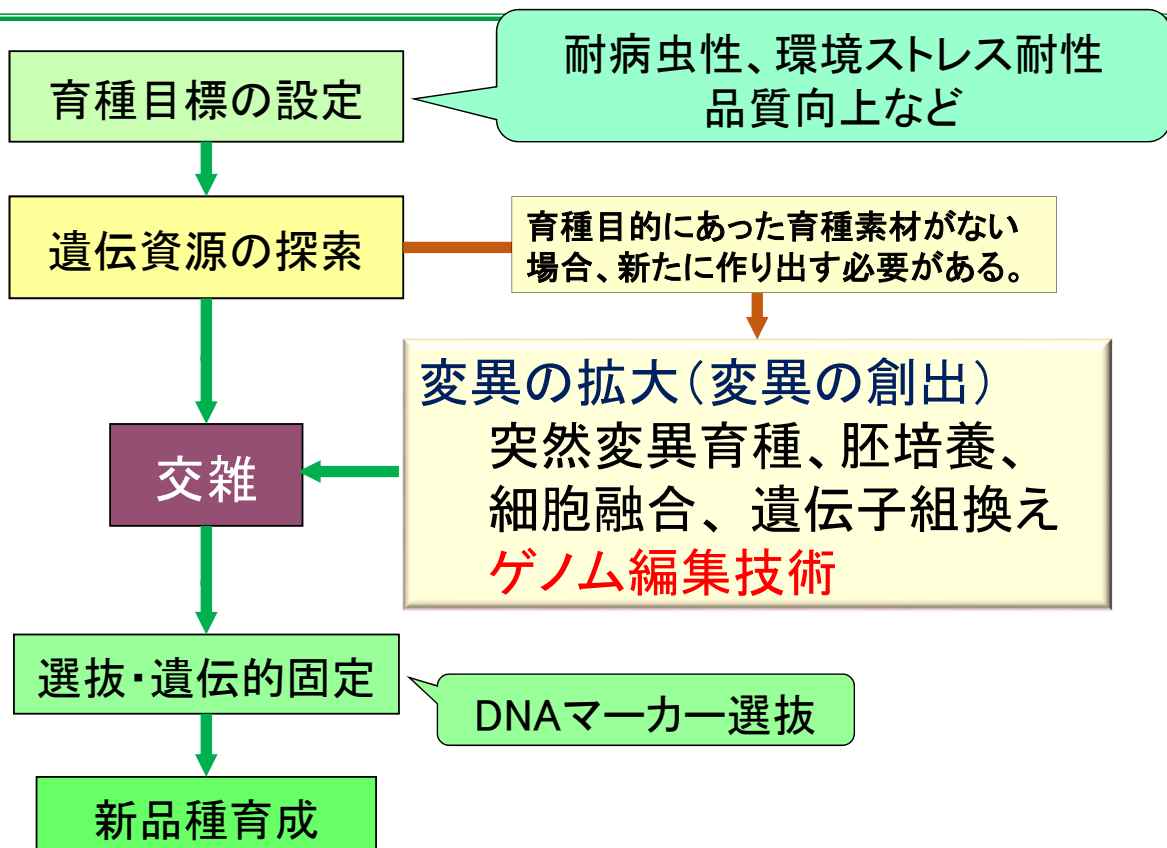 耐病虫性、環境ストレス耐性
品質向上など
育種目標の設定
遺伝資源の探索
育種目的にあった育種素材がない
場合、新たに作り出す必要がある。
変異の拡大(変異の創出)
突然変異育種、胚培養、
細胞融合、遺伝子組換え
ゲノム編集技術
交雑
選抜・遺伝的固定
DNAマーカー選抜
新品種育成